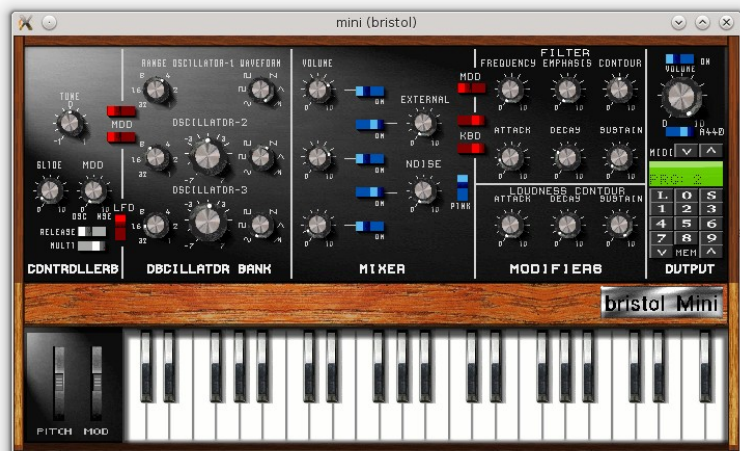 mini (bristol)
RANGE OSCILLATOR-1 WAVEFORM
VOLUME
FILTER
FREQUENCY EMPHASIS CONTOUR
ON
VOLUME
TUNE
MOD
EXTERNAL
MOD
OSCILLATOR-2
ATTACK DECAY SUSTAIN
A440
KBD
MIDI
GLIDE MOD
NOISE
PRG: 2
OSCILLATOR-3
LOUDNESS CONTOUR
ATTACK DECAY SUSTAIN
L 0 S
1 2 3
4 5 6
7 8 9
MEM
OSC NSE
LFO
PINK
RELEASE
MULTI
ON
CONTROLLERS
OSCILLATOR BANK
MIXER
MODIFIERS
OUTPUT
bristol Mini
PITCH MOD